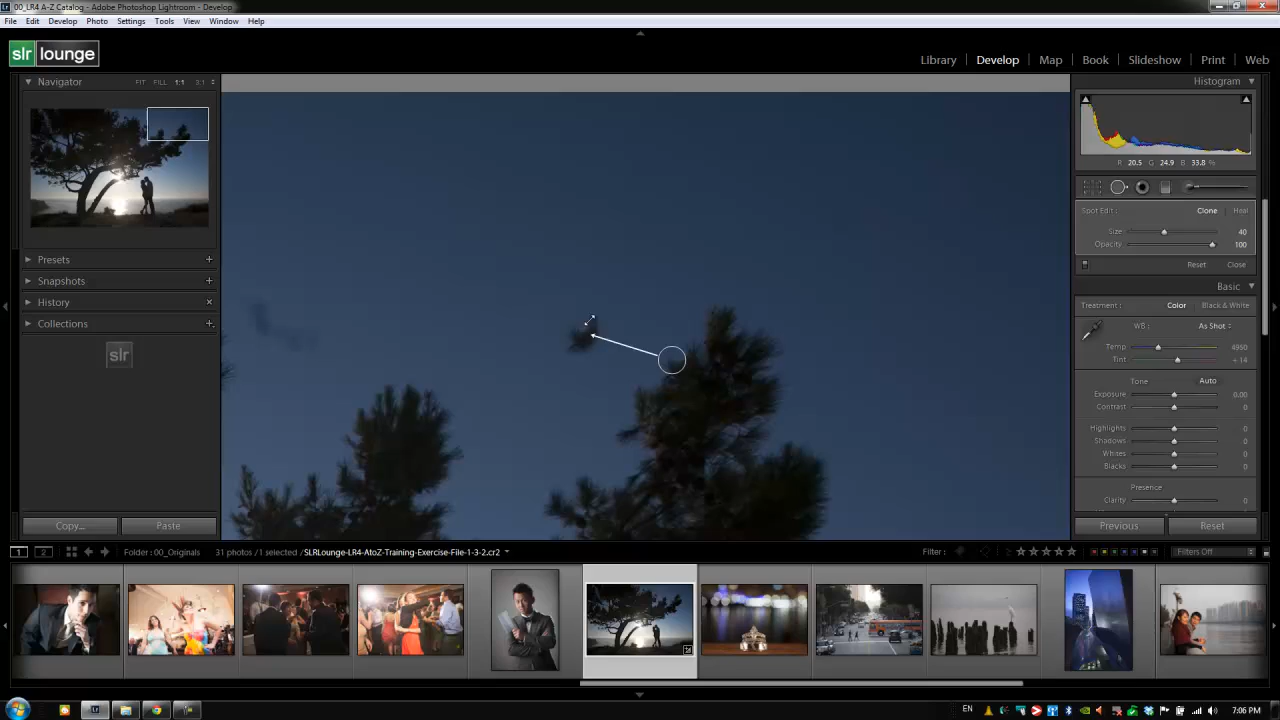 00_LR4 A-Z Catalog - Adobe Photoshop Lightroom - Develop
File Edit Develop Photo Settings Tools View Window Help
slr lounge
Library | Develop | Map | Book | Slideshow | Print | Web
Navigator FIT FILL 1:1 3:1
Histogram
R 20.5 G 24.9 B 33.8 %
Spot Edit : Clone | Heal
Size 40
Opacity 100
Reset Close
Basic
Treatment : Color | Black & White
WB : As Shot
Temp 4950
Tint + 14
Tone Auto
Exposure 0.00
Contrast 0
Highlights 0
Shadows 0
Whites 0
Blacks 0
Presence
Clarity 0
Presets
Snapshots
History
Collections
slr
Copy... Paste
Previous Reset
1 2 Folder : 00_Originals 31 photos /1 selected /SLRLounge-LR4-AtoZ-Training-Exercise-File-1-3-2.cr2 Filter : Filters Off
EN 7:06 PM